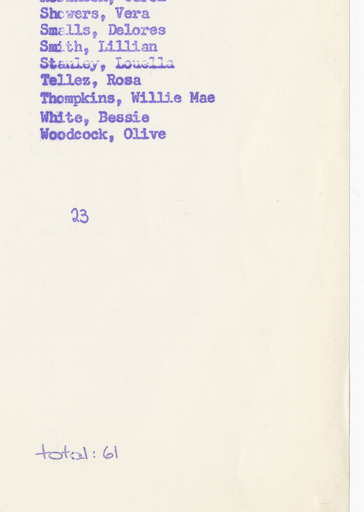 Showers, Vera
Smalls, Delores
Smith, Lillian
Stanley, Louella
Tellez, Rosa
Thompkins, Willie Mae
White, Bessie
Woodcock, Olive
23
total: 61